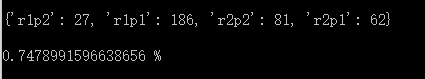 {'r1p2': 27, 'r1p1': 186, 'r2p2': 81, 'r2p1': 62}
0.7478991596638656 %